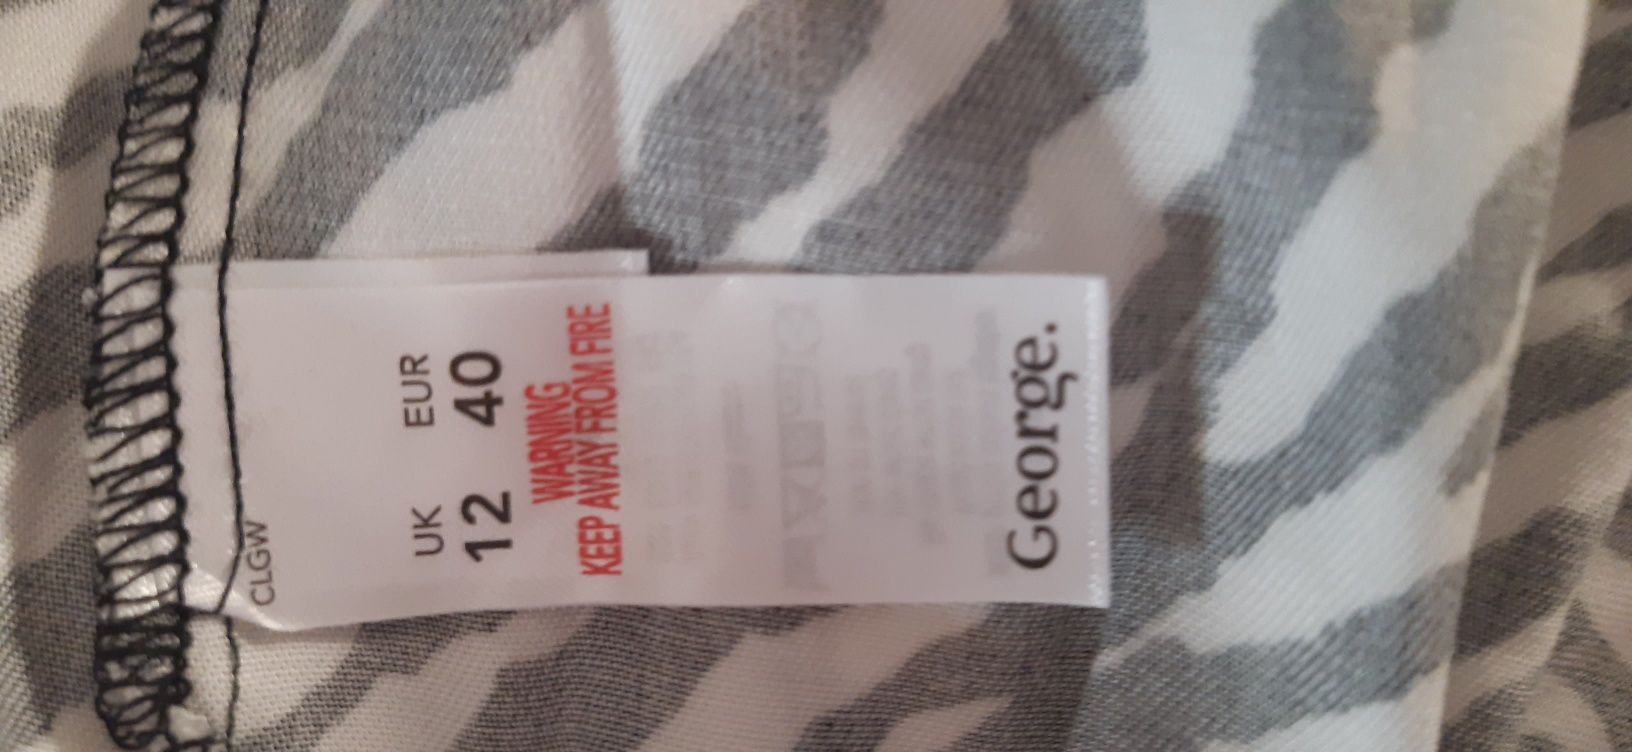 CLGW
UK EUR
12 40
WARNING
KEEP AWAY FROM FIRE
George.